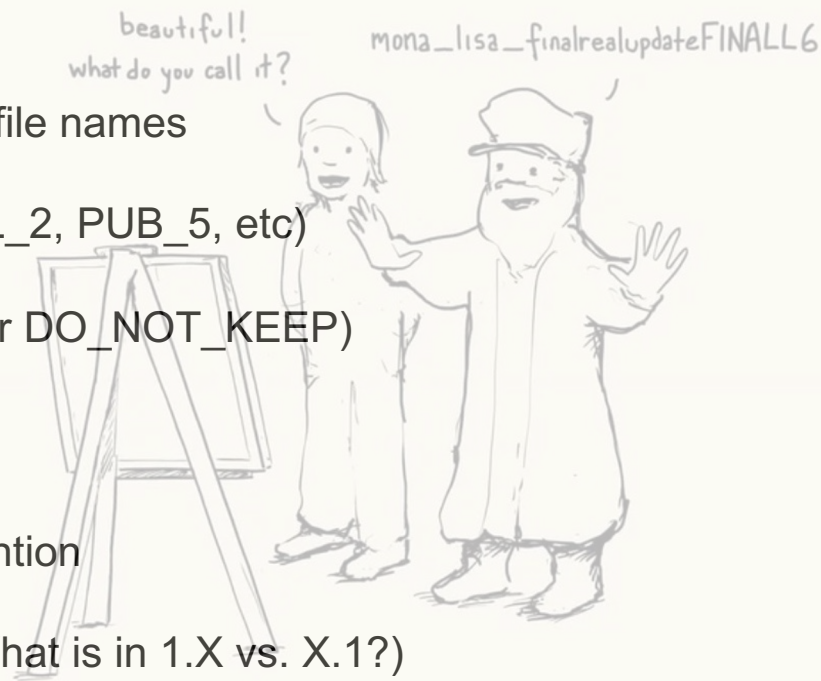 beautiful!
what do you call it?
mona_lisa_finalrealupdateFINALL6
file names
_2, PUB_5, etc)
r DO_NOT_KEEP)
ntion
hat is in 1.X vs. X.1?)